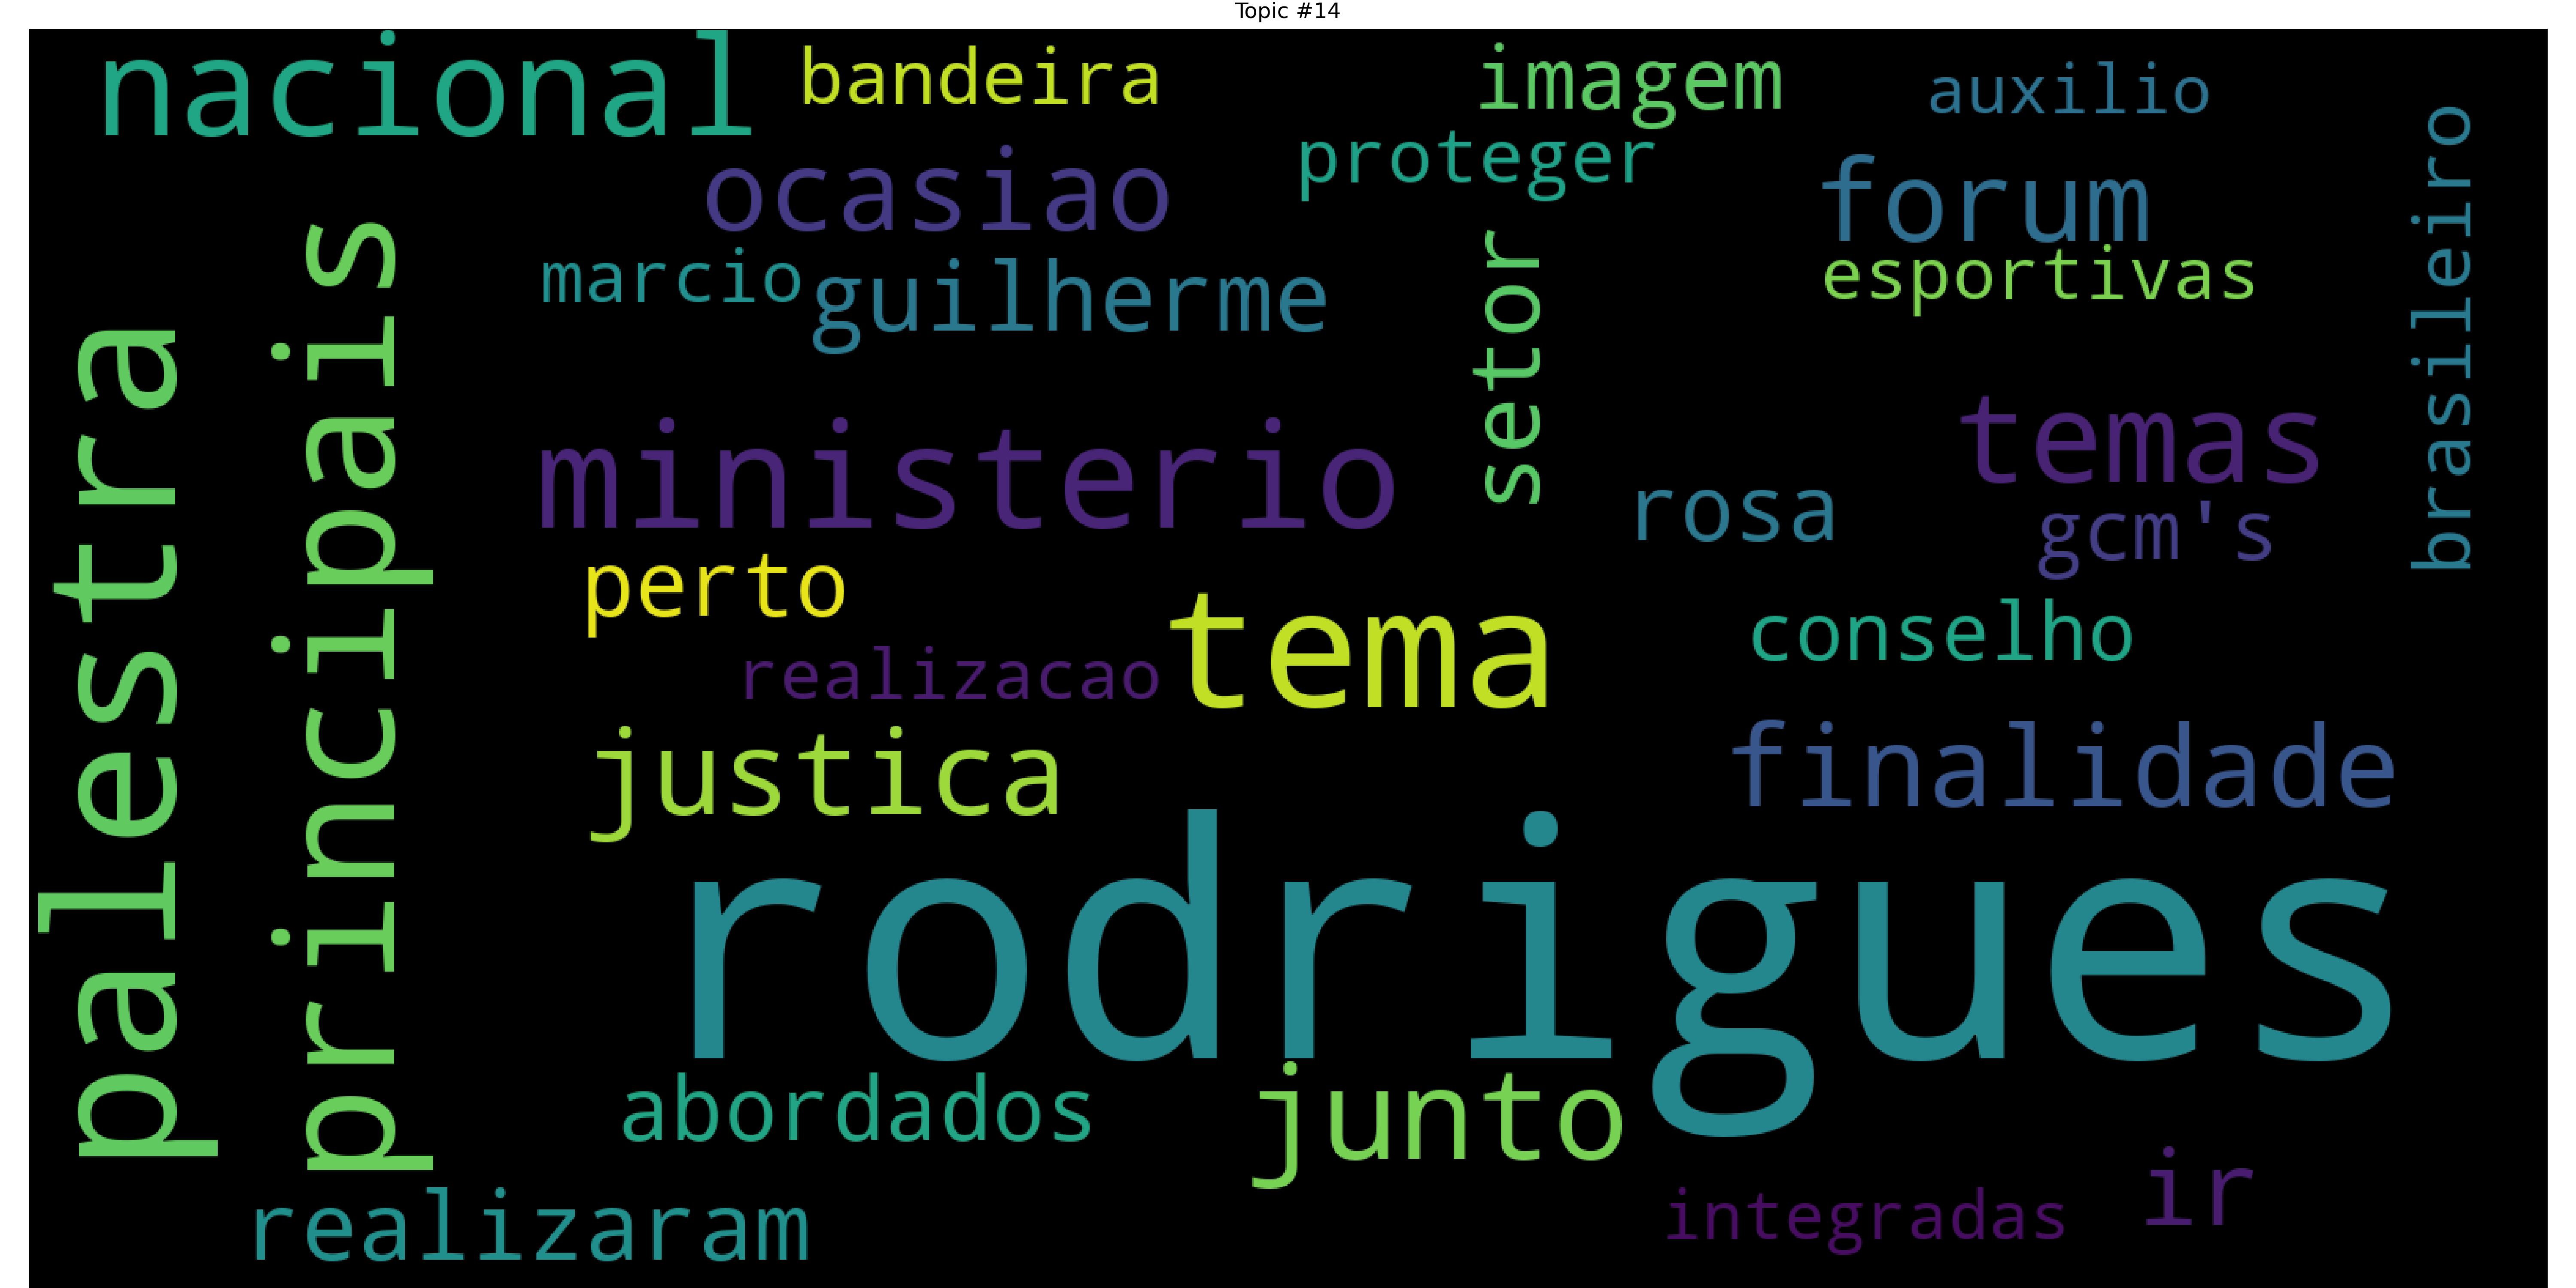 Topic #14
nacional
bandeira
imagem
auxilio
proteger
ocasiao
forum
brasileiro
marcio
guilherme
setor
esportivas
palestra
principais
ministerio
temas
rosa
gcm's
perto
tema
conselho
realizacao
justica
finalidade
rodrigues
abordados
junto
realizaram
integradas
ir